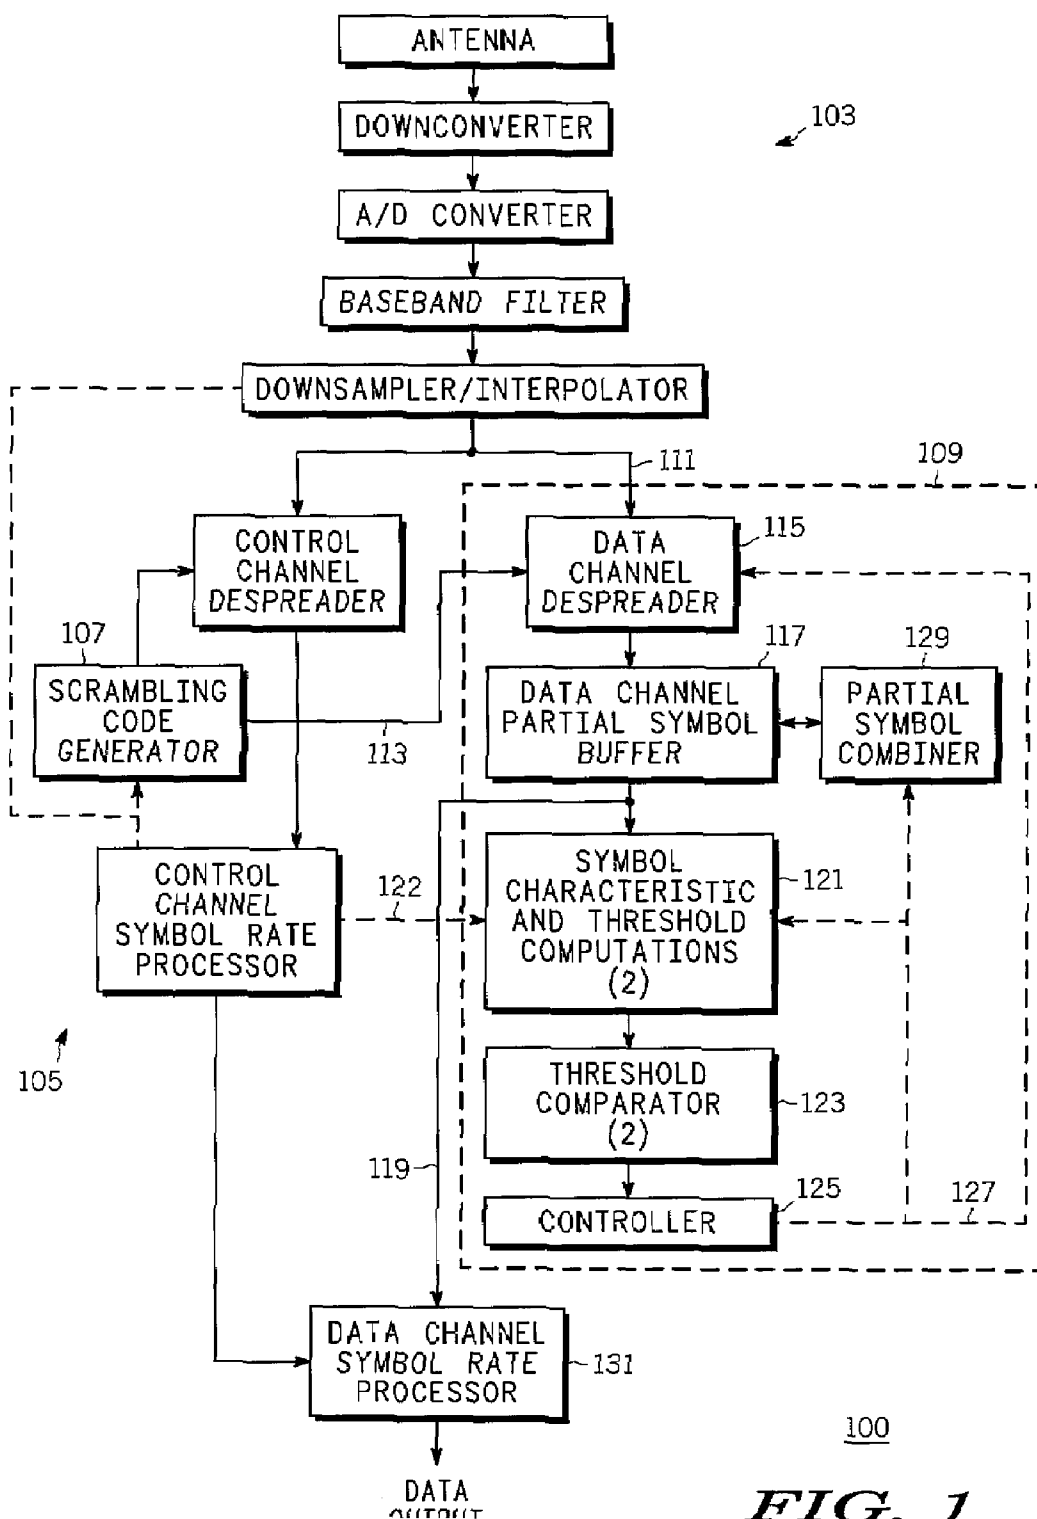 ANTENNA
DOWNCONVERTER
103
A/D CONVERTER
BASEBAND FILTER
DOWNSAMPLER/INTERPOLATOR
111
109
CONTROL
CHANNEL
DESPREADER
DATA
CHANNEL
DESPREADER
115
107
SCRAMBLING
CODE
GENERATOR
113
117
DATA CHANNEL
PARTIAL SYMBOL
BUFFER
129
PARTIAL
SYMBOL
COMBINER
CONTROL
CHANNEL
SYMBOL RATE
PROCESSOR
122
SYMBOL
CHARACTERISTIC
AND THRESHOLD
COMPUTATIONS
(2)
121
105
THRESHOLD
COMPARATOR
(2)
123
119
CONTROLLER
125
127
DATA CHANNEL
SYMBOL RATE
PROCESSOR
131
100
DATA
OUTPUT
FIG. 1